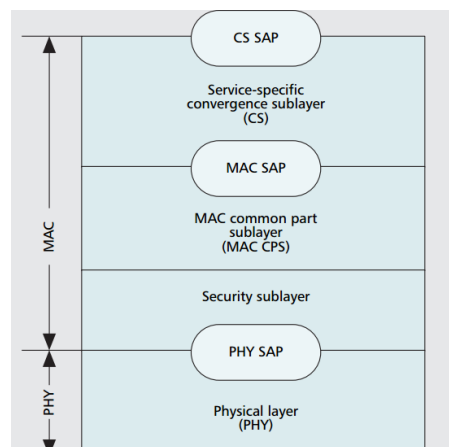 CS SAP
Service-specific
convergence sublayer
(CS)
MAC SAP
MAC common part
sublayer
(MAC CPS)
MAC
Security sublayer
PHY SAP
PHY
Physical layer
(PHY)